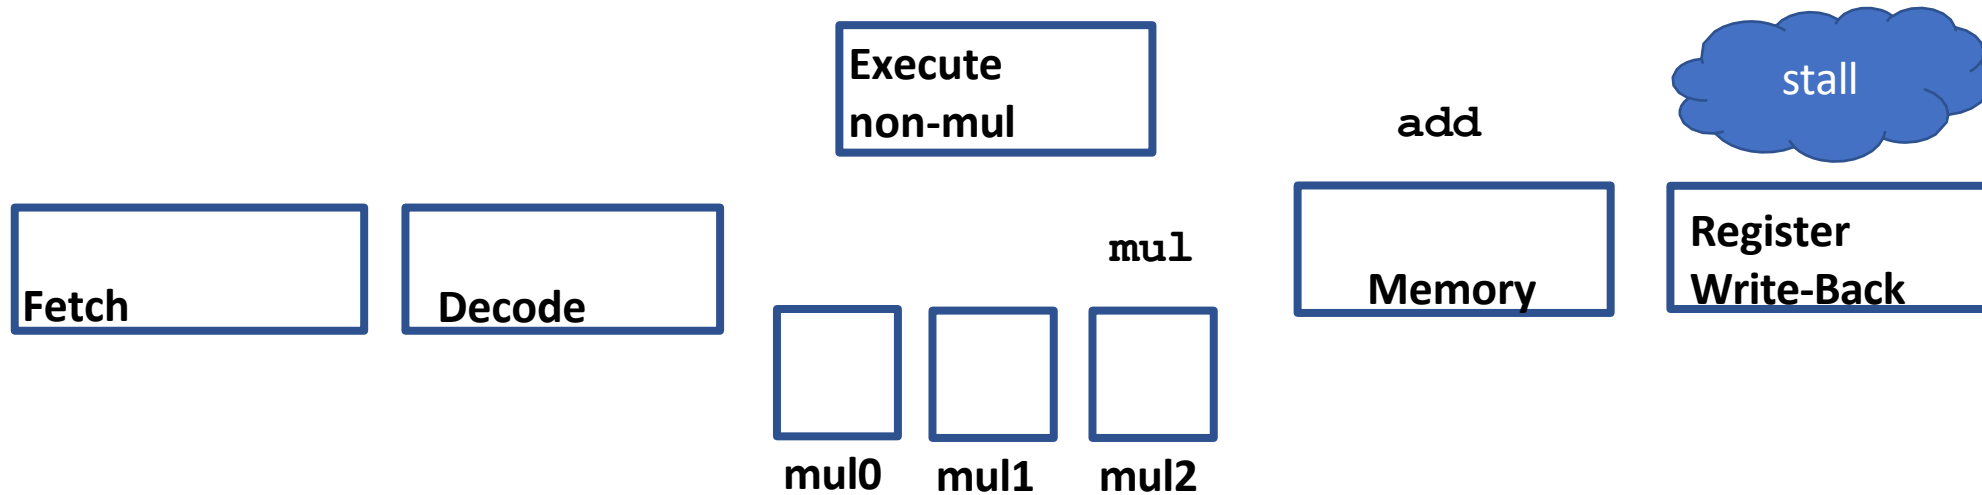 Execute
non-mul
add
stall
mul
Fetch
Decode
Memory
Register
Write-Back
mul0
mul1
mul2